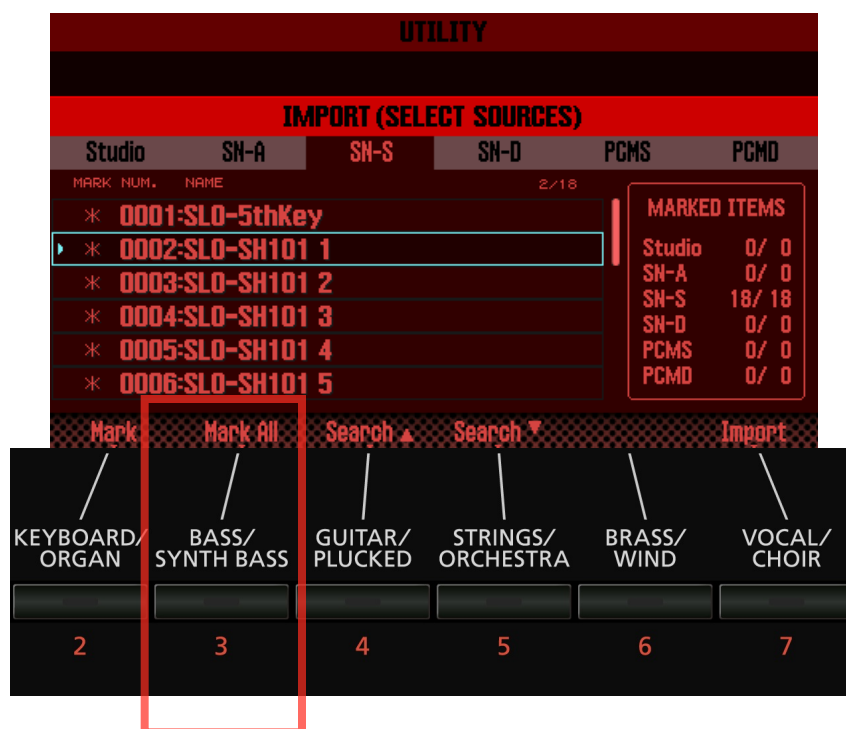 UTILITY
IMPORT (SELECT SOURCES)
Studio SN-A SN-S SN-D PCMS PCMD
MARK NUM. NAME 2/18
* 0001:SLO-5thKey
* 0002:SLO-SH101 1
* 0003:SLO-SH101 2
* 0004:SLO-SH101 3
* 0005:SLO-SH101 4
* 0006:SLO-SH101 5
MARKED ITEMS
Studio 0/ 0
SN-A 0/ 0
SN-S 18/ 18
SN-D 0/ 0
PCMS 0/ 0
PCMD 0/ 0
Mark Mark All Search ▲ Search ▼ Import
KEYBOARD/ BASS/ GUITAR/ STRINGS/ BRASS/ VOCAL/
ORGAN SYNTH BASS PLUCKED ORCHESTRA WIND CHOIR
2 3 4 5 6 7